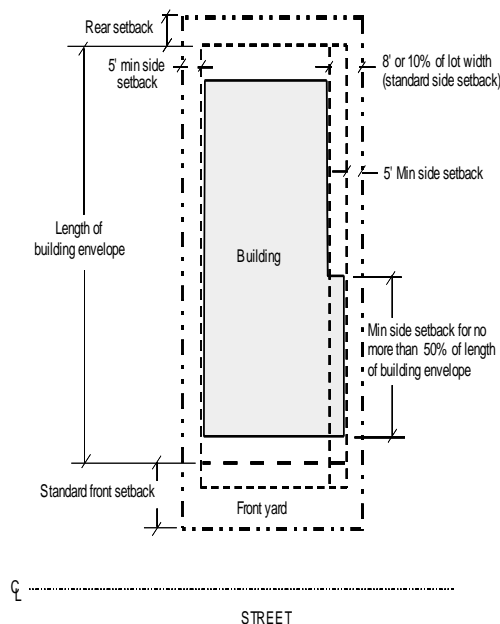 Rear setback
5' min side
setback
8' or 10% of lot width
(standard side setback)
5' Min side setback
Length of
building envelope
Building
Min side setback for no
more than 50% of length
of building envelope
Standard front setback
Front yard
℄
STREET